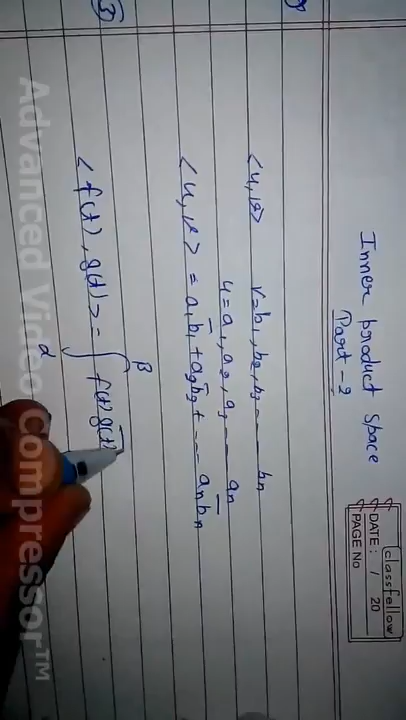 classfellow
DATE: / 20
PAGE No
Inner product space
Part-2
<u,v> v=b₁,b₂,b₃ --- bn
u=a₁,a₂,a₃ --- an
<u,v> = a₁b̄₁+a₂b̄₂+ --- anb̄n
<f(t),g(t)> = ∫αβ f(t)g(t)
3
Advanced Video Compressor™